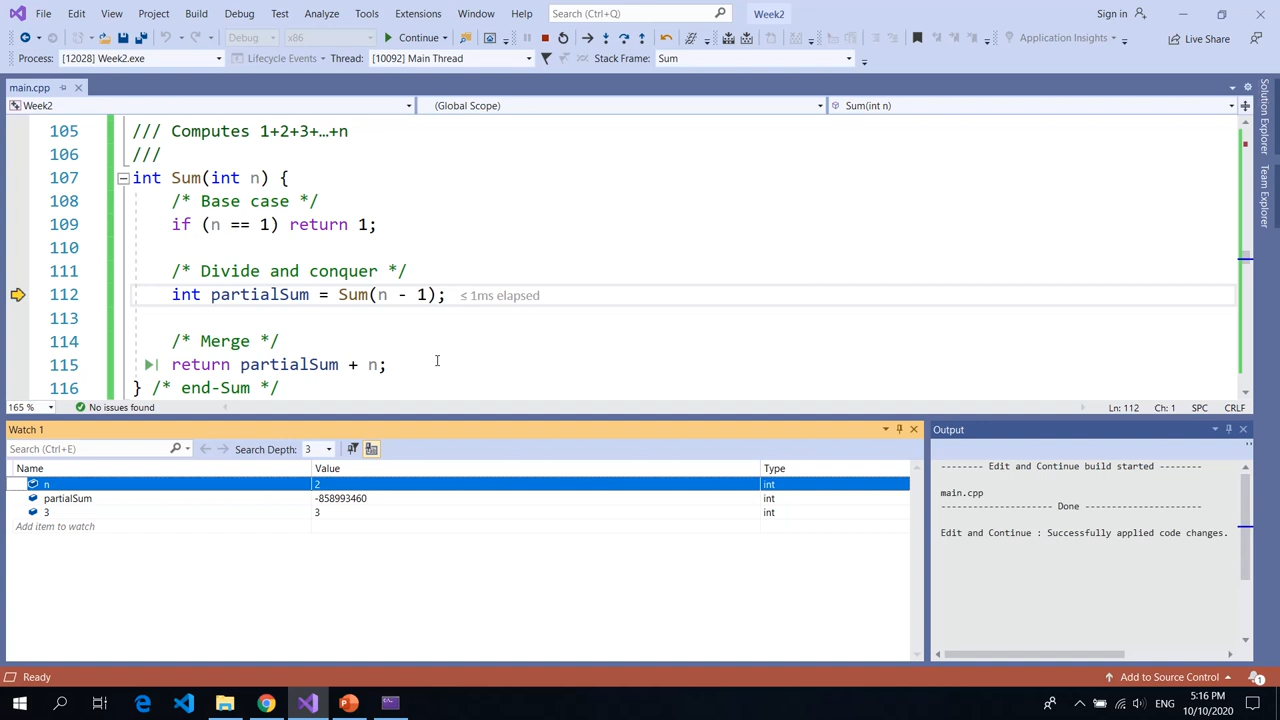 File Edit View Project Build Debug Test Analyze Tools Extensions Window Help Search (Ctrl+Q) Week2 Sign in
Debug x86 Continue Application Insights Live Share
Process: [12028] Week2.exe Lifecycle Events Thread: [10092] Main Thread Stack Frame: Sum
main.cpp
Week2 (Global Scope) Sum(int n)
105 /// Computes 1+2+3+…+n
106 ///
107 int Sum(int n) {
108 /* Base case */
109 if (n == 1) return 1;
110
111 /* Divide and conquer */
112 int partialSum = Sum(n - 1); ≤ 1ms elapsed
113
114 /* Merge */
115 return partialSum + n;
116 } /* end-Sum */
165 % No issues found Ln: 112 Ch: 1 SPC CRLF
Solution Explorer
Team Explorer
Watch 1
Search (Ctrl+E) Search Depth: 3
Name Value Type
n 2 int
partialSum -858993460 int
3 3 int
Add item to watch
Output
-------- Edit and Continue build started --------
main.cpp
--------------------- Done ----------------------
Edit and Continue : Successfully applied code changes.
Ready Add to Source Control 1
ENG 5:16 PM
10/10/2020